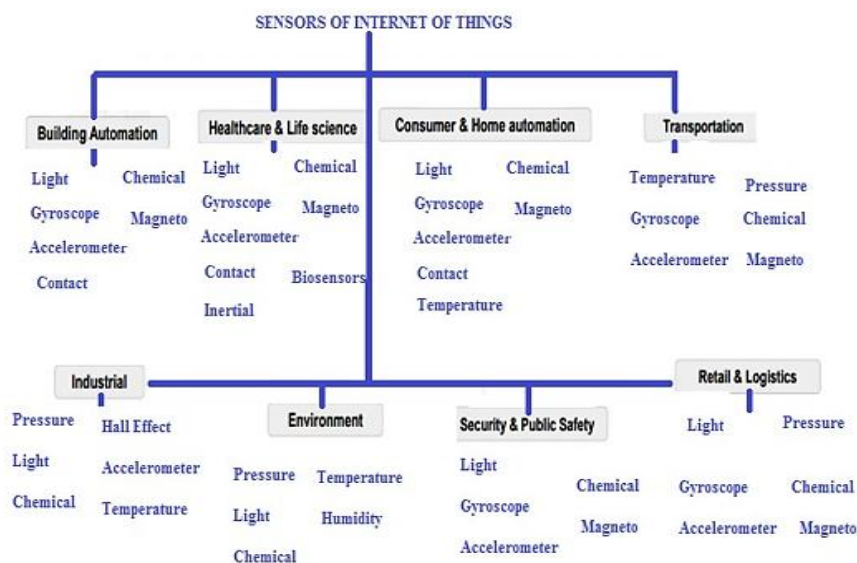 SENSORS OF INTERNET OF THINGS
Building Automation
Light
Chemical
Gyroscope
Magneto
Accelerometer
Contact
Healthcare & Life science
Light
Chemical
Gyroscope
Magneto
Accelerometer
Contact
Biosensors
Inertial
Consumer & Home automation
Light
Chemical
Gyroscope
Magneto
Accelerometer
Contact
Temperature
Transportation
Temperature
Pressure
Gyroscope
Chemical
Accelerometer
Magneto
Industrial
Pressure
Hall Effect
Light
Accelerometer
Chemical
Temperature
Environment
Pressure
Temperature
Light
Humidity
Chemical
Security & Public Safety
Light
Chemical
Gyroscope
Magneto
Accelerometer
Retail & Logistics
Light
Pressure
Gyroscope
Chemical
Accelerometer
Magneto